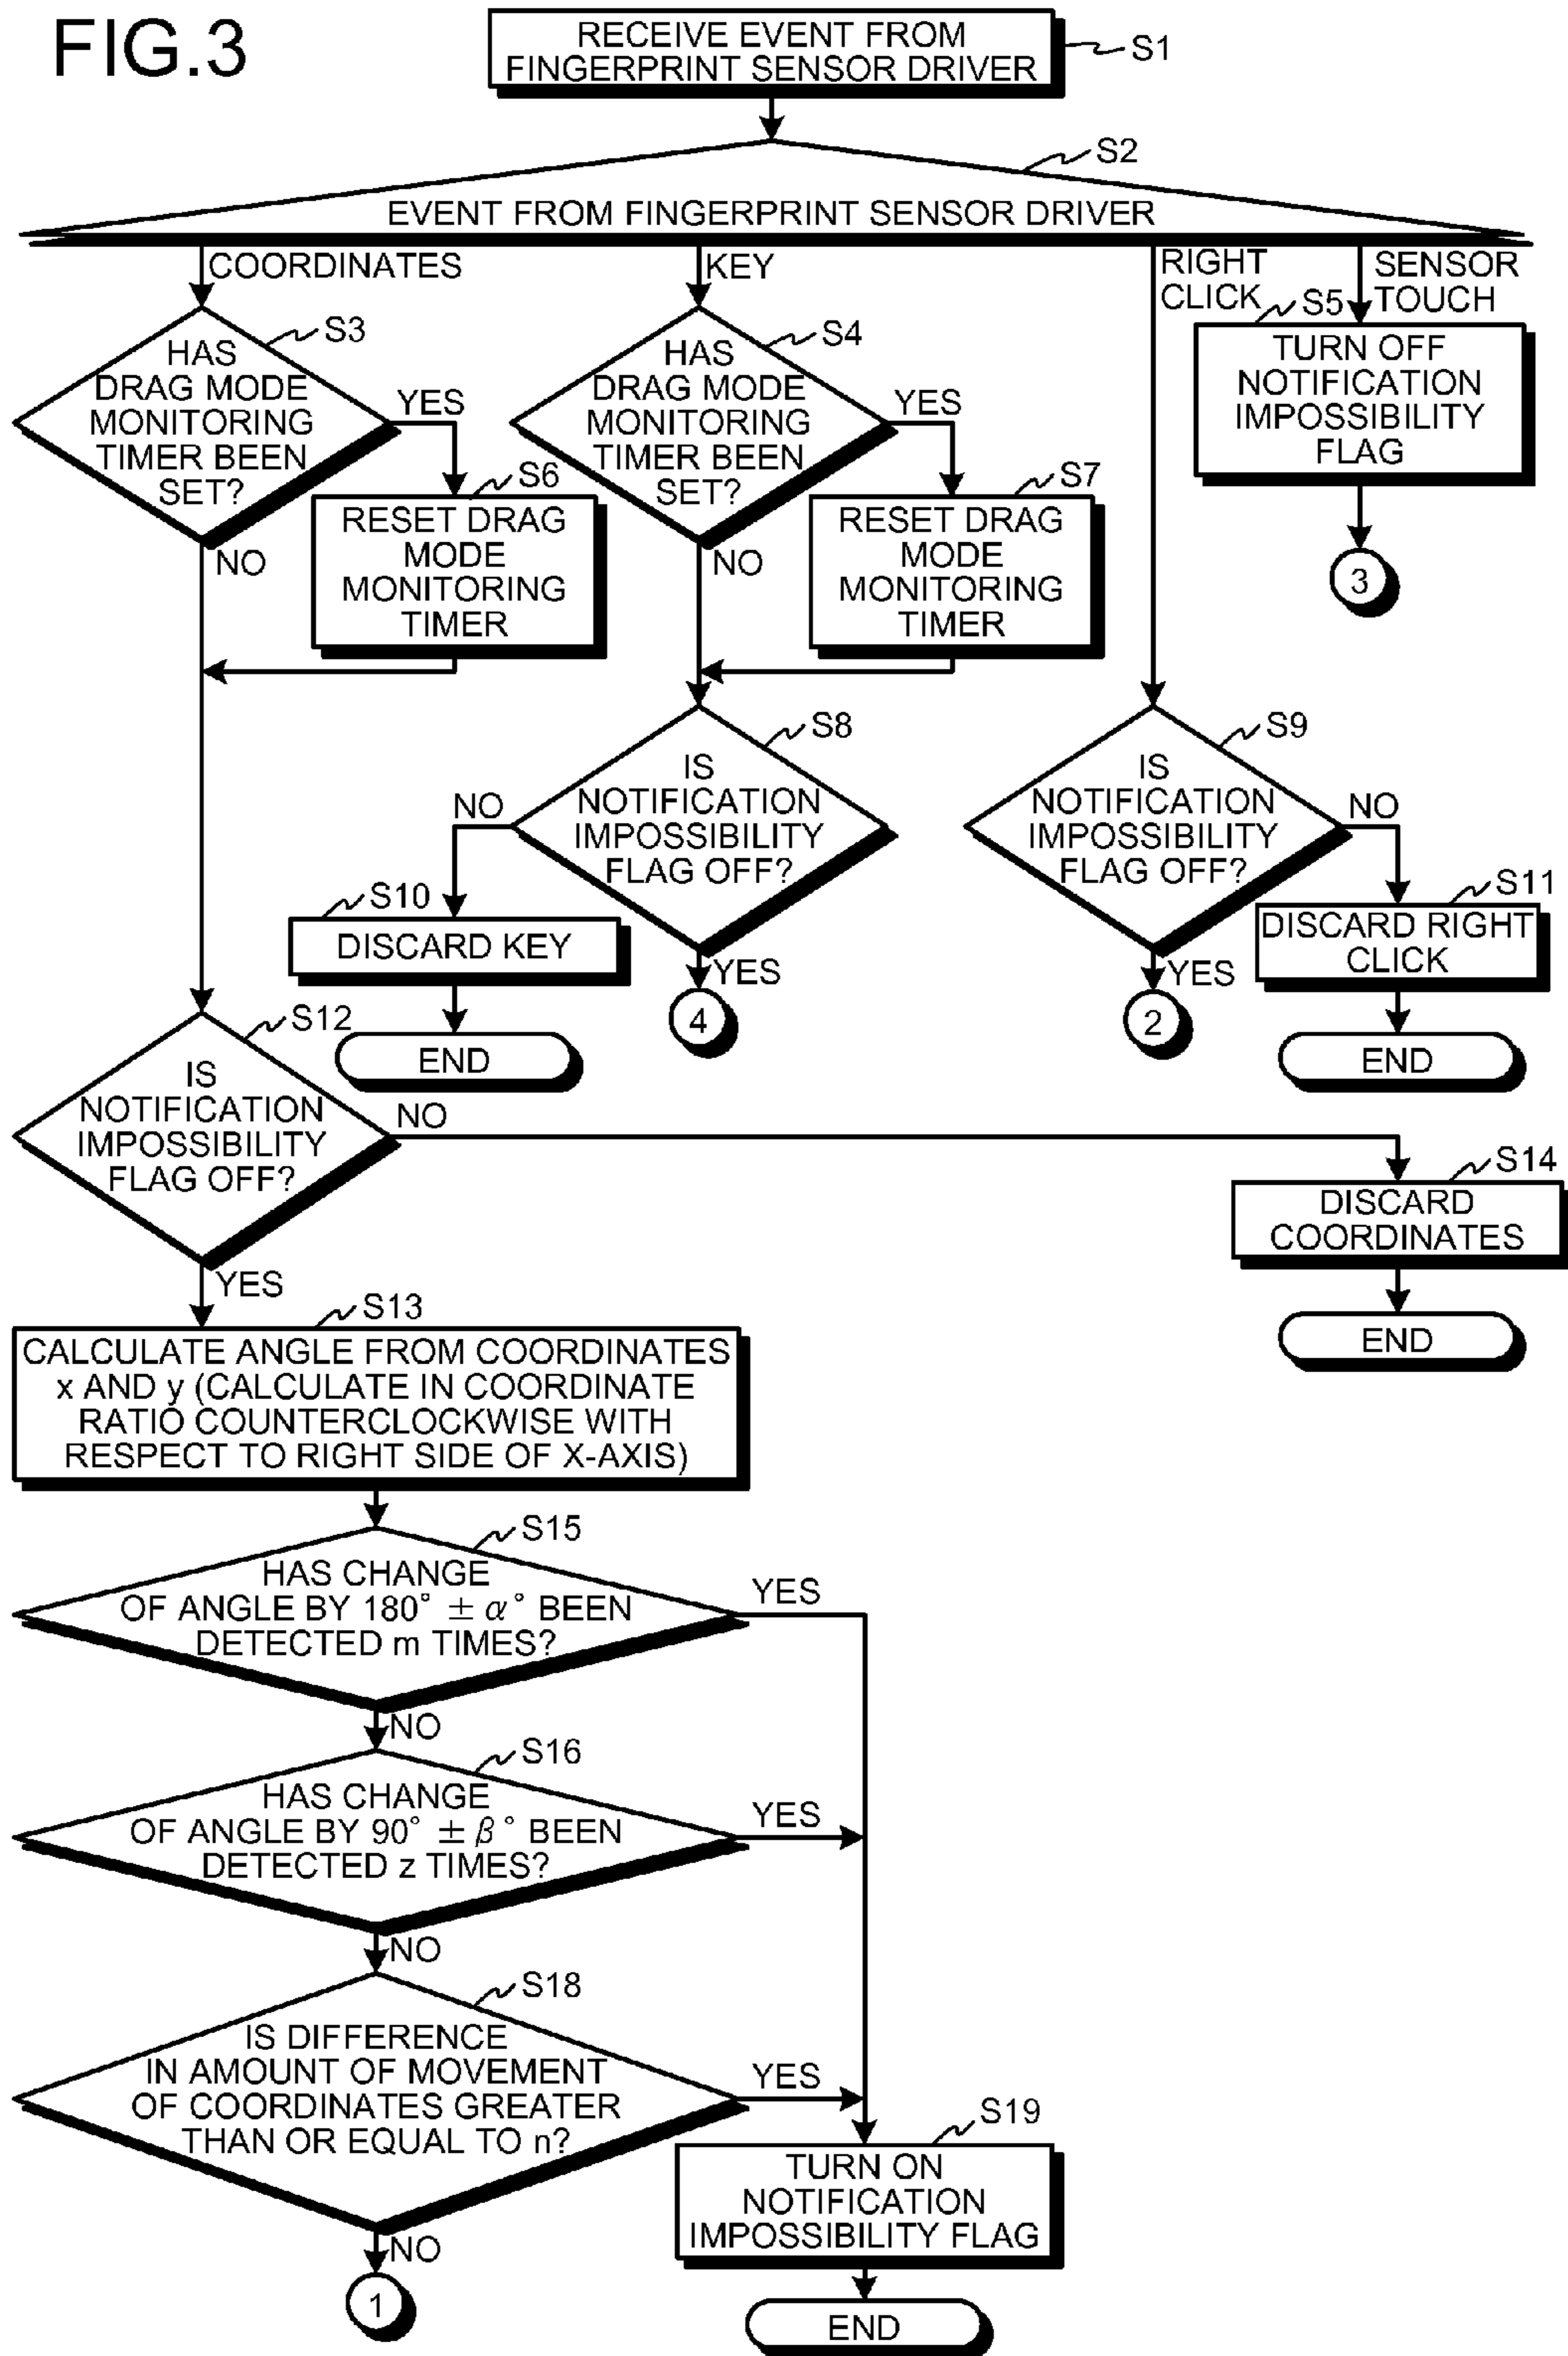 FIG.3
RECEIVE EVENT FROM
FINGERPRINT SENSOR DRIVER
S1
S2
EVENT FROM FINGERPRINT SENSOR DRIVER
COORDINATES
KEY
RIGHT
CLICK
SENSOR
TOUCH
S3
HAS
DRAG MODE
MONITORING
TIMER BEEN
SET?
YES
NO
S4
HAS
DRAG MODE
MONITORING
TIMER BEEN
SET?
YES
NO
S5
TURN OFF
NOTIFICATION
IMPOSSIBILITY
FLAG
3
S6
RESET DRAG
MODE
MONITORING
TIMER
S7
RESET DRAG
MODE
MONITORING
TIMER
S8
IS
NOTIFICATION
IMPOSSIBILITY
FLAG OFF?
NO
YES
4
S9
IS
NOTIFICATION
IMPOSSIBILITY
FLAG OFF?
NO
YES
2
S10
DISCARD KEY
END
S11
DISCARD RIGHT
CLICK
END
S12
IS
NOTIFICATION
IMPOSSIBILITY
FLAG OFF?
NO
YES
S14
DISCARD
COORDINATES
END
S13
CALCULATE ANGLE FROM COORDINATES
x AND y (CALCULATE IN COORDINATE
RATIO COUNTERCLOCKWISE WITH
RESPECT TO RIGHT SIDE OF X-AXIS)
S15
HAS CHANGE
OF ANGLE BY 180° ± α° BEEN
DETECTED m TIMES?
YES
NO
S16
HAS CHANGE
OF ANGLE BY 90° ± β° BEEN
DETECTED z TIMES?
YES
NO
S18
IS DIFFERENCE
IN AMOUNT OF MOVEMENT
OF COORDINATES GREATER
THAN OR EQUAL TO n?
YES
NO
1
S19
TURN ON
NOTIFICATION
IMPOSSIBILITY FLAG
END